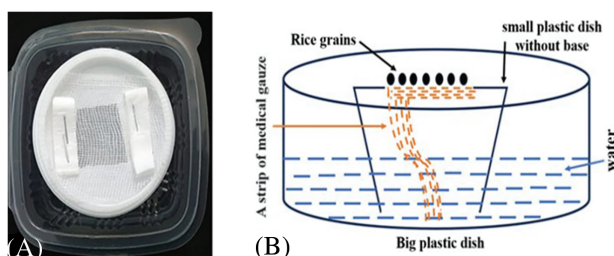 (A)
(B)
Rice grains
small plastic dish
without base
A strip of medical gauze
water
Big plastic dish